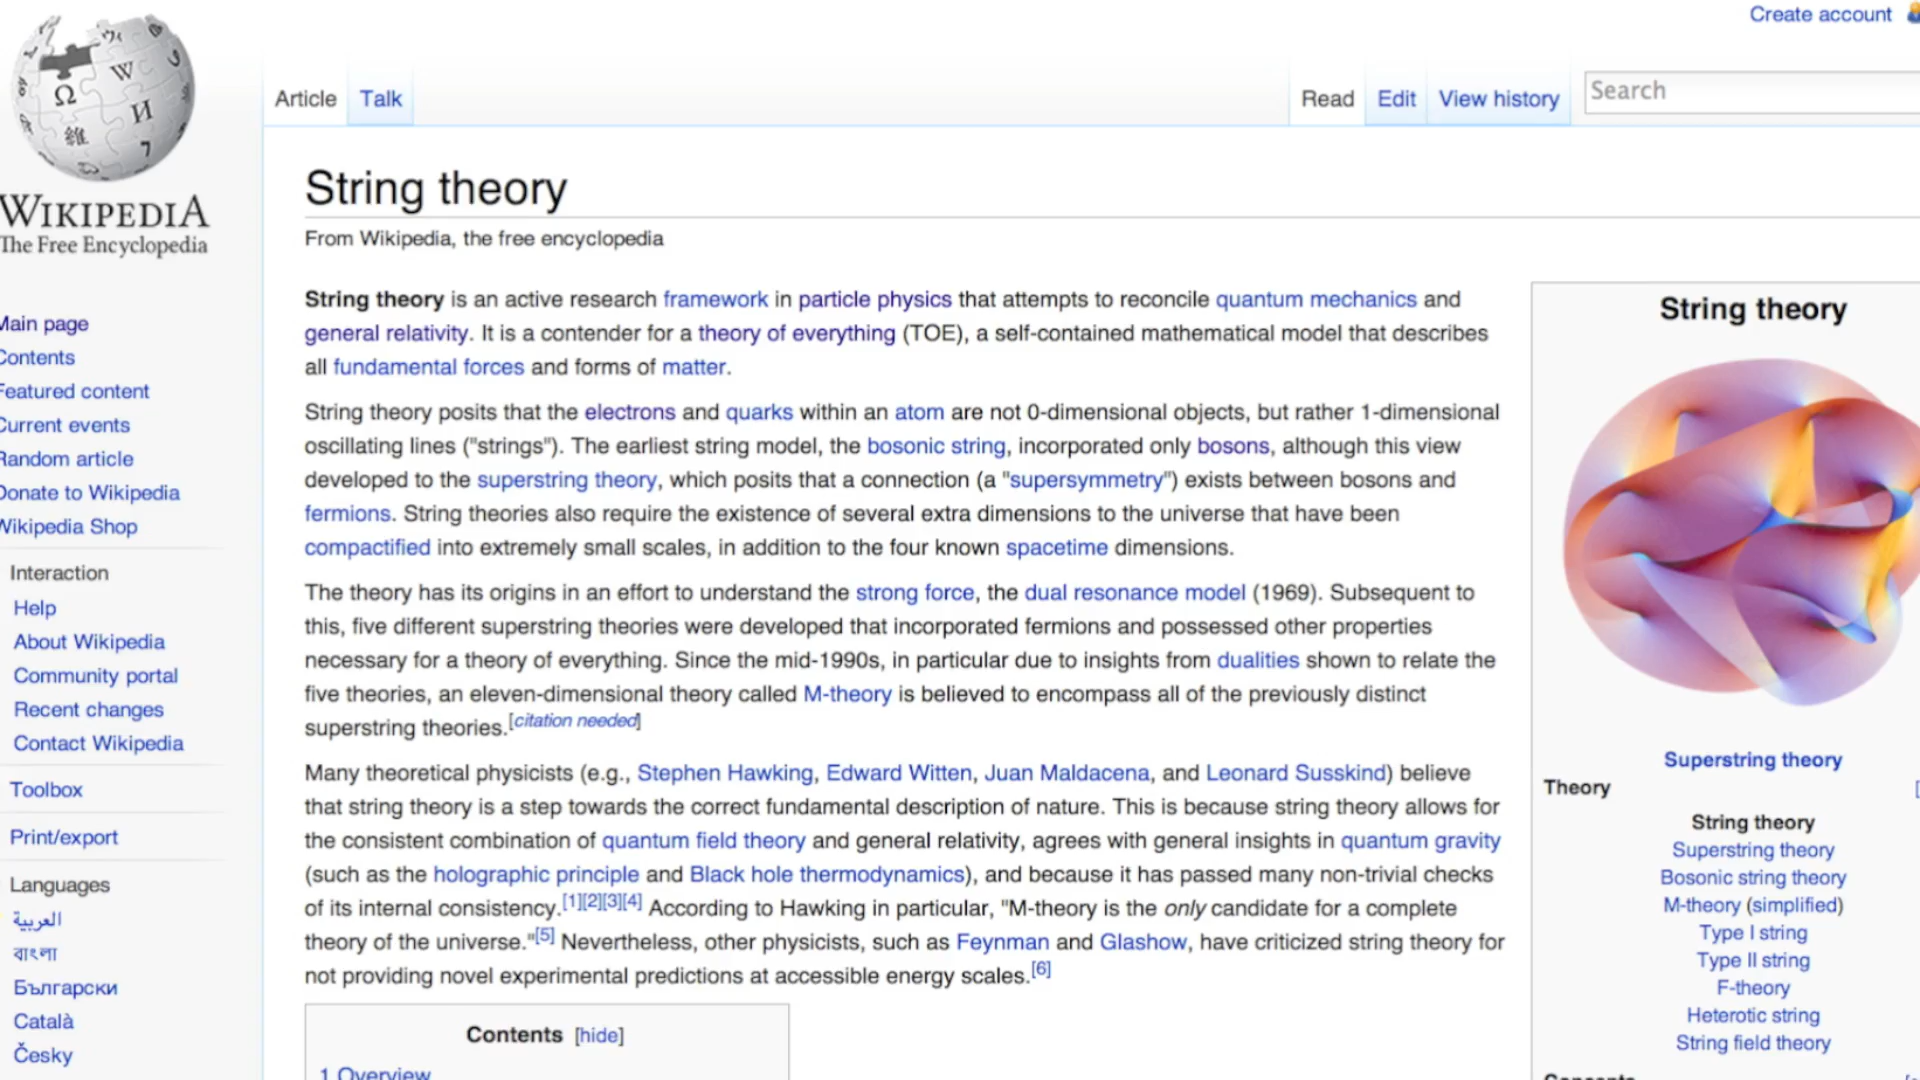 Create account
Article Talk Read Edit View history Search
WIKIPEDIA
The Free Encyclopedia
Main page
Contents
Featured content
Current events
Random article
Donate to Wikipedia
Wikipedia Shop
Interaction
Help
About Wikipedia
Community portal
Recent changes
Contact Wikipedia
Toolbox
Print/export
Languages
العربية
বাংলা
Български
Català
Česky
String theory
From Wikipedia, the free encyclopedia
String theory is an active research framework in particle physics that attempts to reconcile quantum mechanics and
general relativity. It is a contender for a theory of everything (TOE), a self-contained mathematical model that describes
all fundamental forces and forms of matter.
String theory posits that the electrons and quarks within an atom are not 0-dimensional objects, but rather 1-dimensional
oscillating lines ("strings"). The earliest string model, the bosonic string, incorporated only bosons, although this view
developed to the superstring theory, which posits that a connection (a "supersymmetry") exists between bosons and
fermions. String theories also require the existence of several extra dimensions to the universe that have been
compactified into extremely small scales, in addition to the four known spacetime dimensions.
The theory has its origins in an effort to understand the strong force, the dual resonance model (1969). Subsequent to
this, five different superstring theories were developed that incorporated fermions and possessed other properties
necessary for a theory of everything. Since the mid-1990s, in particular due to insights from dualities shown to relate the
five theories, an eleven-dimensional theory called M-theory is believed to encompass all of the previously distinct
superstring theories.[citation needed]
Many theoretical physicists (e.g., Stephen Hawking, Edward Witten, Juan Maldacena, and Leonard Susskind) believe
that string theory is a step towards the correct fundamental description of nature. This is because string theory allows for
the consistent combination of quantum field theory and general relativity, agrees with general insights in quantum gravity
(such as the holographic principle and Black hole thermodynamics), and because it has passed many non-trivial checks
of its internal consistency.[1][2][3][4] According to Hawking in particular, "M-theory is the only candidate for a complete
theory of the universe."[5] Nevertheless, other physicists, such as Feynman and Glashow, have criticized string theory for
not providing novel experimental predictions at accessible energy scales.[6]
Contents [hide]
1 Overview
String theory
Superstring theory
Theory
String theory
Superstring theory
Bosonic string theory
M-theory (simplified)
Type I string
Type II string
F-theory
Heterotic string
String field theory
Concepts